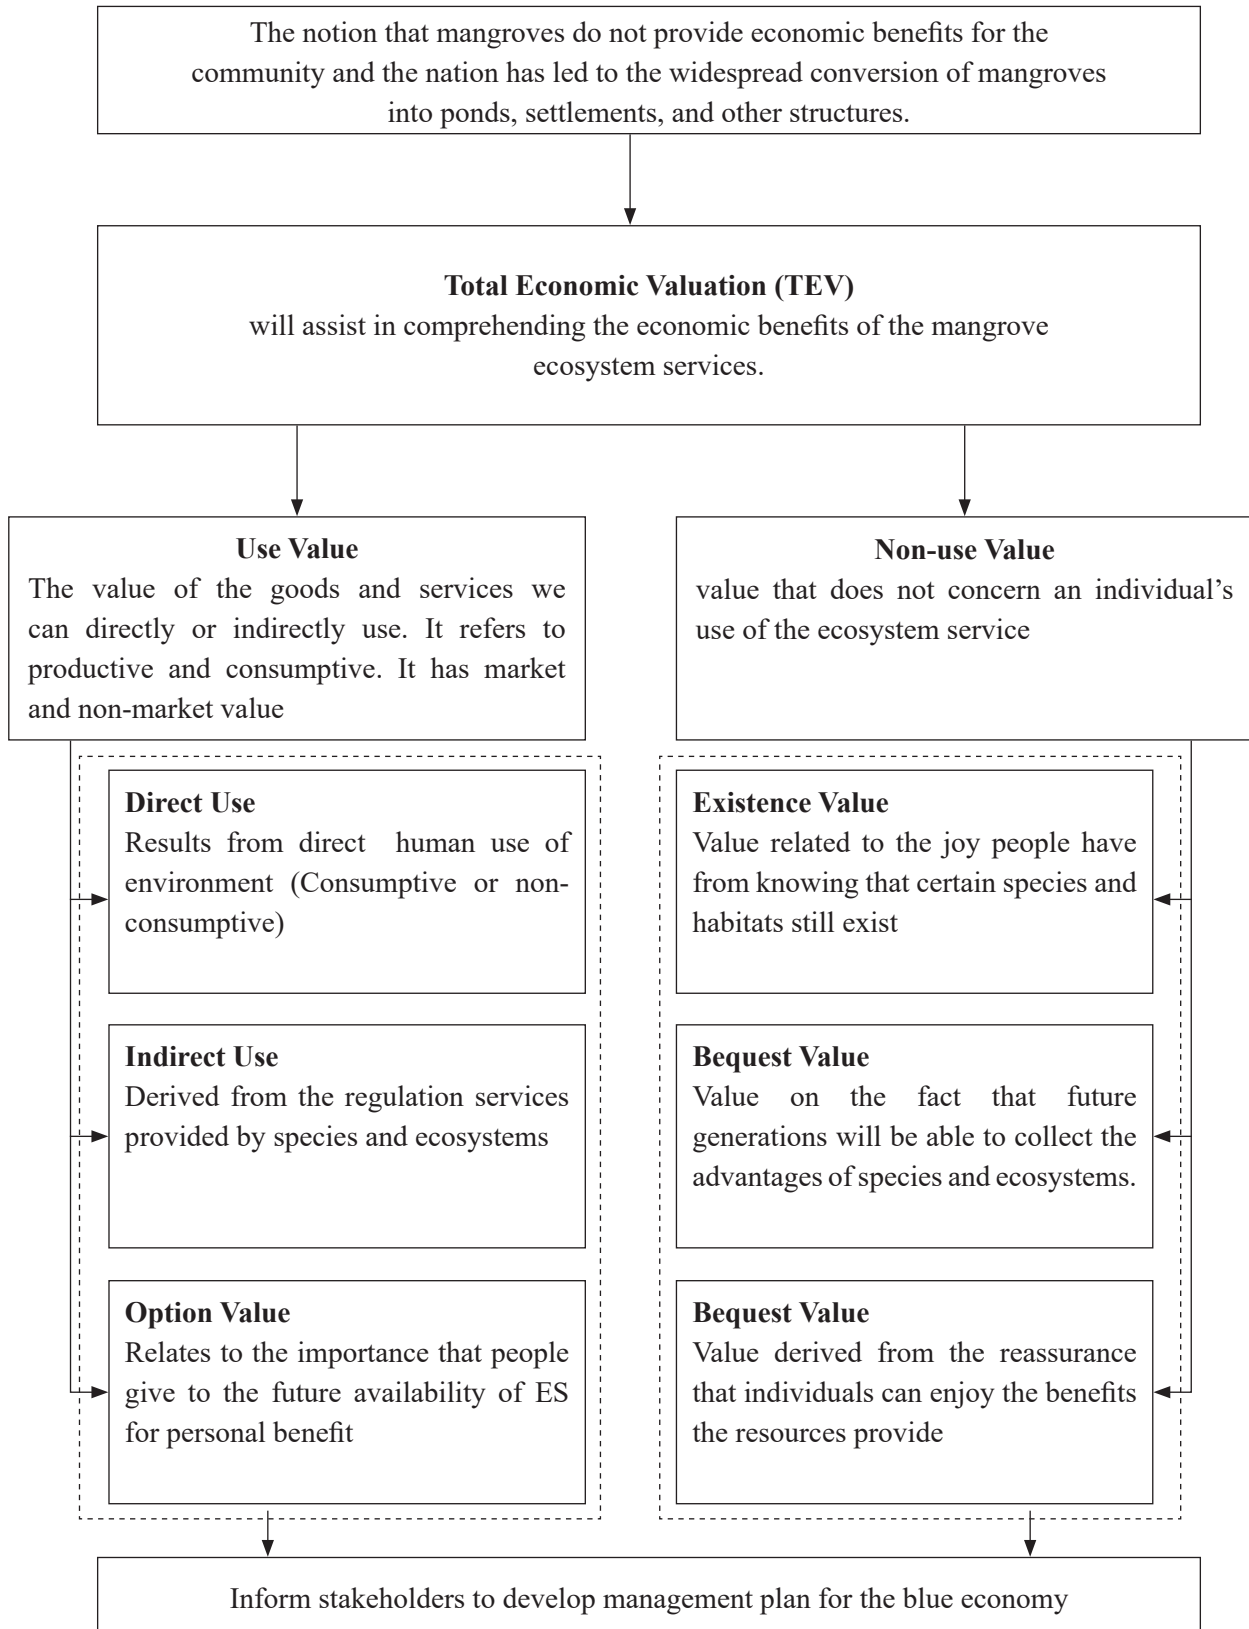 The notion that mangroves do not provide economic benefits for the
community and the nation has led to the widespread conversion of mangroves
into ponds, settlements, and other structures.
Total Economic Valuation (TEV)
will assist in comprehending the economic benefits of the mangrove
ecosystem services.
Use Value
The value of the goods and services we
can directly or indirectly use. It refers to
productive and consumptive. It has market
and non-market value
Non-use Value
value that does not concern an individual’s
use of the ecosystem service
Direct Use
Results from direct human use of
environment (Consumptive or non-
consumptive)
Existence Value
Value related to the joy people have
from knowing that certain species and
habitats still exist
Indirect Use
Derived from the regulation services
provided by species and ecosystems
Bequest Value
Value on the fact that future
generations will be able to collect the
advantages of species and ecosystems.
Option Value
Relates to the importance that people
give to the future availability of ES
for personal benefit
Bequest Value
Value derived from the reassurance
that individuals can enjoy the benefits
the resources provide
Inform stakeholders to develop management plan for the blue economy